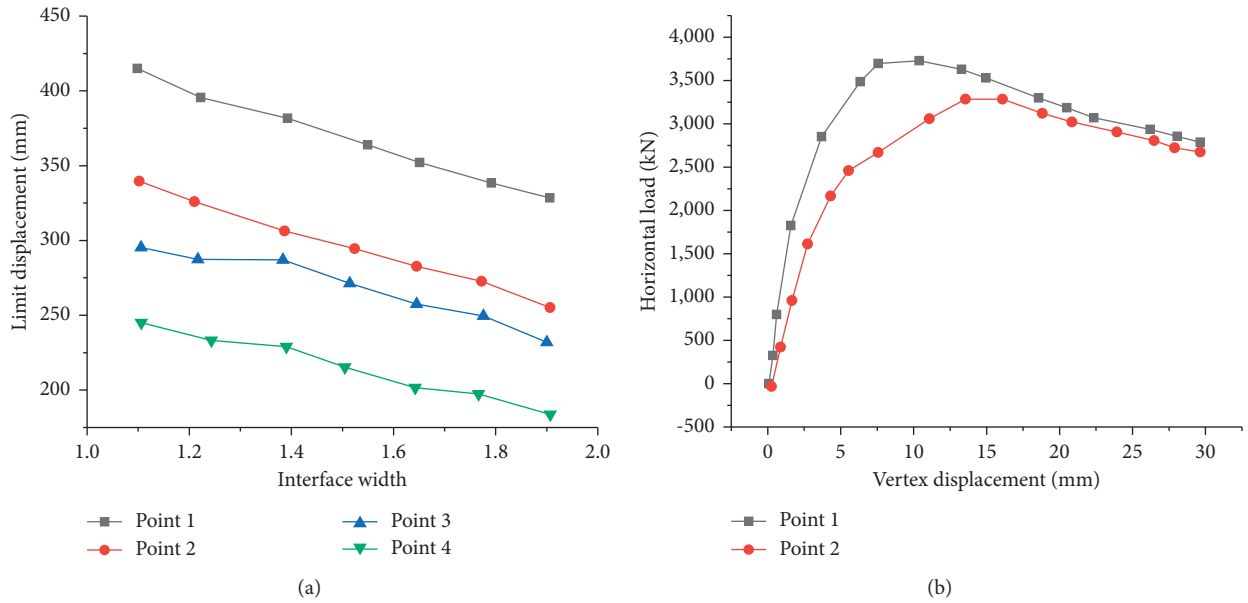 450
400
350
300
250
200
Limit displacement (mm)
1.0
1.2
1.4
1.6
1.8
2.0
Interface width
Point 1
Point 2
Point 3
Point 4
(a)
4,000
3,500
3,000
2,500
2,000
1,500
1,000
500
0
-500
Horizontal load (kN)
0
5
10
15
20
25
30
Vertex displacement (mm)
Point 1
Point 2
(b)